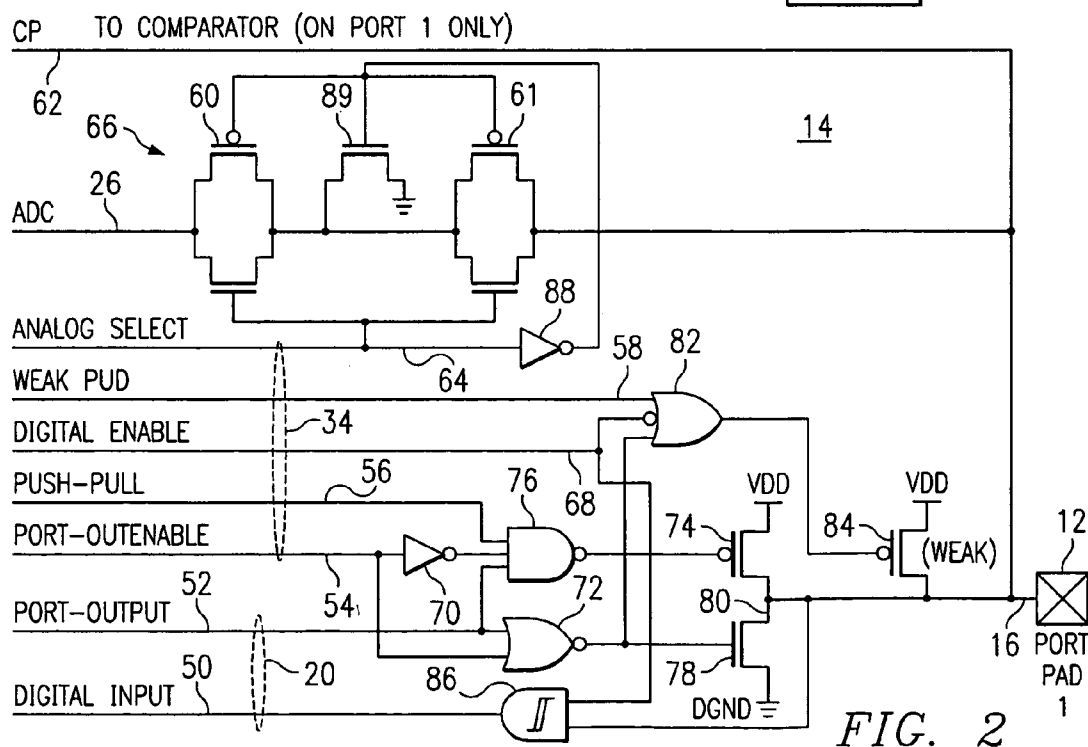 CP TO COMPARATOR (ON PORT 1 ONLY)
62
60 89 61
66
14
26
ADC
88
ANALOG SELECT
64
58 82
WEAK PUD
34
DIGITAL ENABLE
68
PUSH-PULL 56
76
VDD VDD
PORT-OUTENABLE
74 84 (WEAK) 12
54
70
72
80
PORT-OUTPUT
52
16
PORT PAD 1
78
20
50
86
DIGITAL INPUT
DGND
FIG. 2